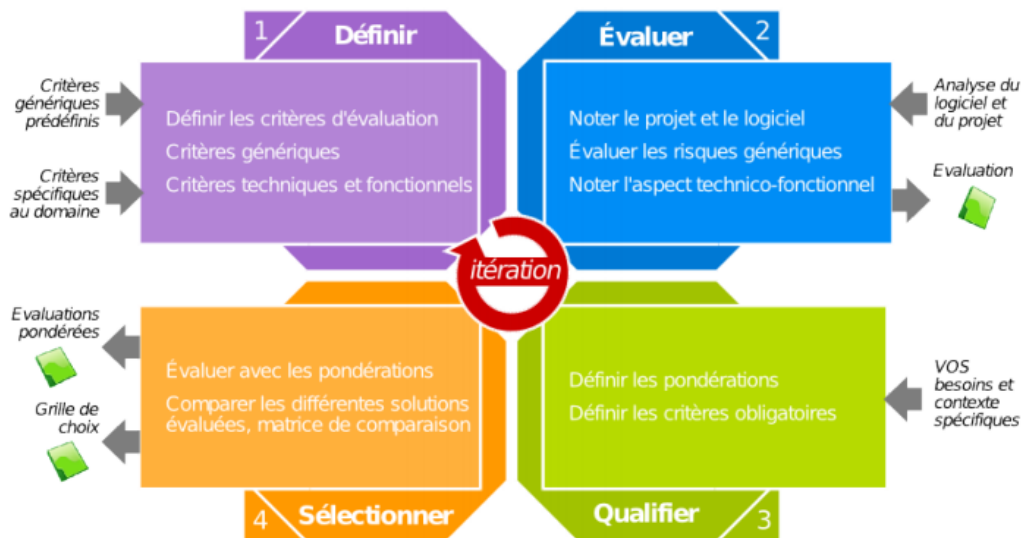 1
Définir
Critères
génériques
prédéfinis
Critères
spécifiques
au domaine
Définir les critères d'évaluation
Critères génériques
Critères techniques et fonctionnels
Évaluer
2
Noter le projet et le logiciel
Évaluer les risques génériques
Noter l'aspect technico-fonctionnel
Analyse du
logiciel et
du projet
Evaluation
itération
Evaluations
pondérées
Grille de
choix
Évaluer avec les pondérations
Comparer les différentes solutions
évaluées, matrice de comparaison
4
Sélectionner
Définir les pondérations
Définir les critères obligatoires
VOS
besoins et
contexte
spécifiques
Qualifier
3